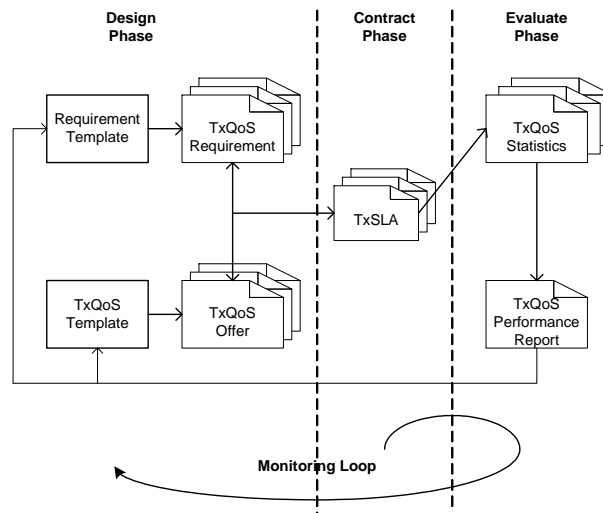 Design
Phase
Contract
Phase
Evaluate
Phase
Requirement
Template
TxQoS
Requirement
TxQoS
Statistics
TxSLA
TxQoS
Template
TxQoS
Offer
TxQoS
Performance
Report
Monitoring Loop